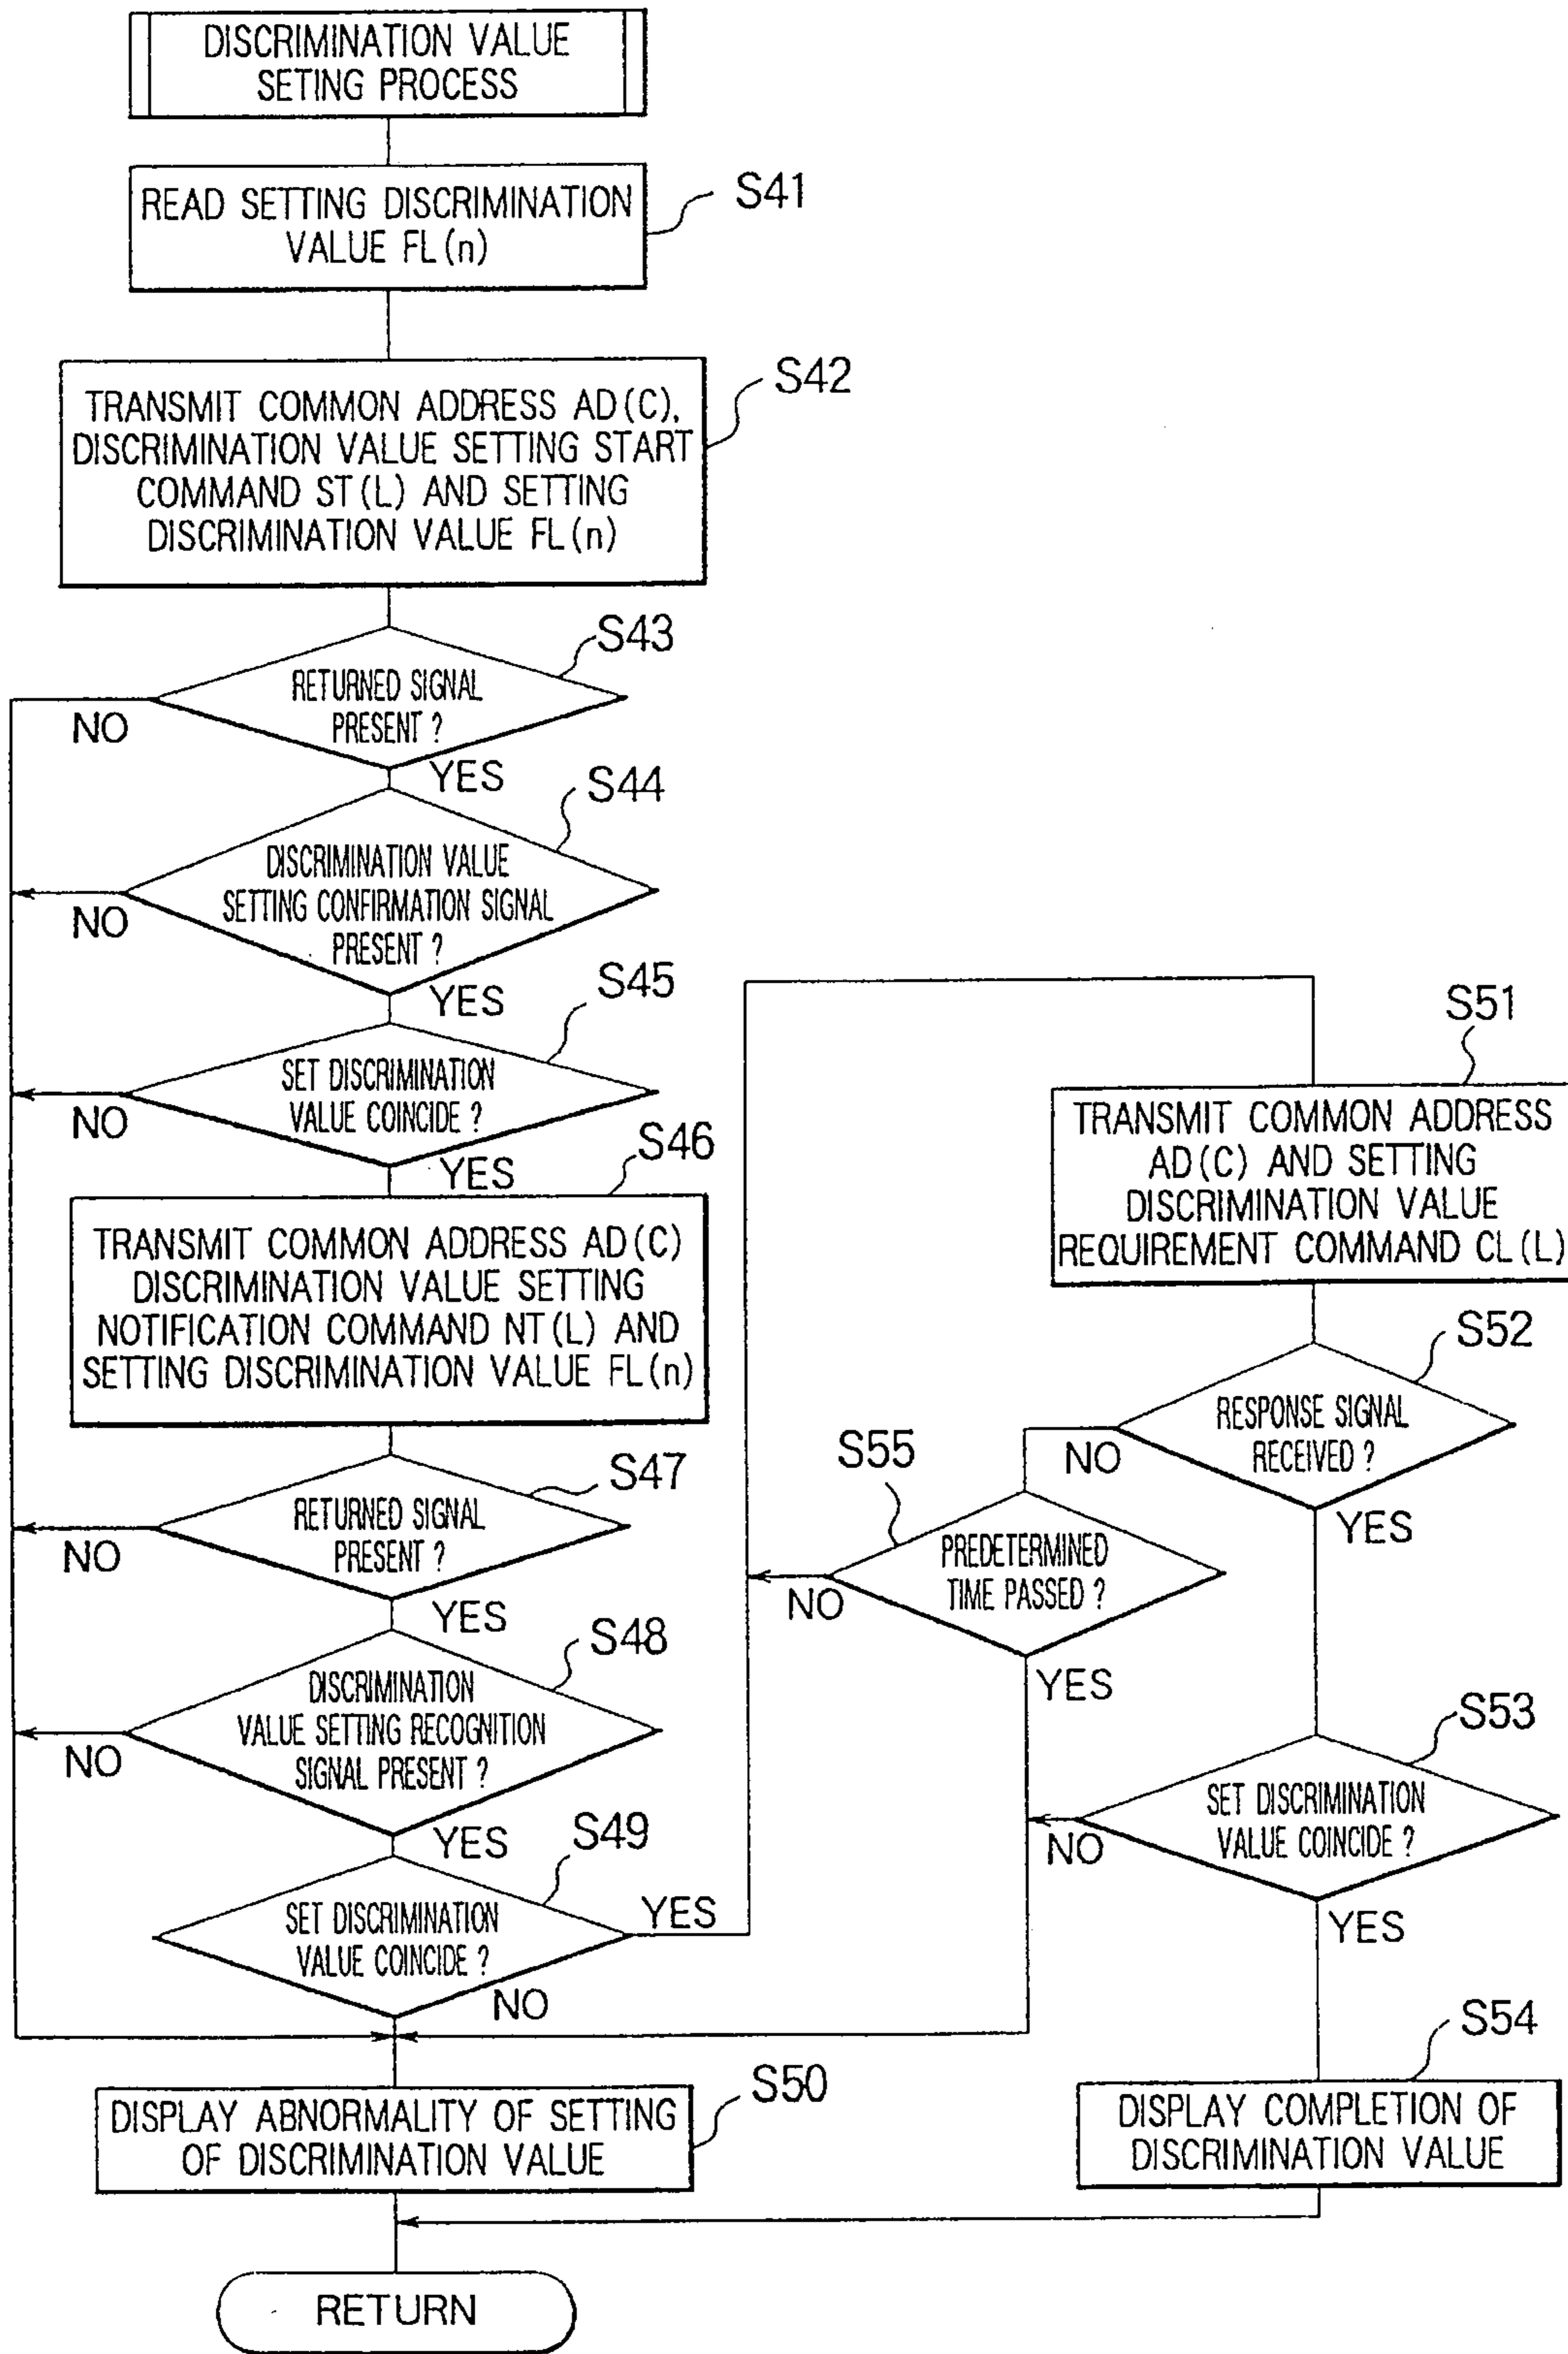 DISCRIMINATION VALUE
SETING PROCESS
READ SETTING DISCRIMINATION
VALUE FL(n)
S41
TRANSMIT COMMON ADDRESS AD(C),
DISCRIMINATION VALUE SETTING START
COMMAND ST(L) AND SETTING
DISCRIMINATION VALUE FL(n)
S42
RETURNED SIGNAL
PRESENT ?
S43
NO
YES
DISCRIMINATION VALUE
SETTING CONFIRMATION SIGNAL
PRESENT ?
S44
NO
YES
SET DISCRIMINATION
VALUE COINCIDE ?
S45
NO
YES
TRANSMIT COMMON ADDRESS AD(C)
DISCRIMINATION VALUE SETTING
NOTIFICATION COMMAND NT(L) AND
SETTING DISCRIMINATION VALUE FL(n)
S46
RETURNED SIGNAL
PRESENT ?
S47
NO
YES
DISCRIMINATION
VALUE SETTING RECOGNITION
SIGNAL PRESENT ?
S48
NO
YES
SET DISCRIMINATION
VALUE COINCIDE ?
S49
YES
NO
DISPLAY ABNORMALITY OF SETTING
OF DISCRIMINATION VALUE
S50
TRANSMIT COMMON ADDRESS
AD(C) AND SETTING
DISCRIMINATION VALUE
REQUIREMENT COMMAND CL(L)
S51
RESPONSE SIGNAL
RECEIVED ?
S52
NO
YES
PREDETERMINED
TIME PASSED ?
S55
NO
YES
SET DISCRIMINATION
VALUE COINCIDE ?
S53
NO
YES
DISPLAY COMPLETION OF
DISCRIMINATION VALUE
S54
RETURN